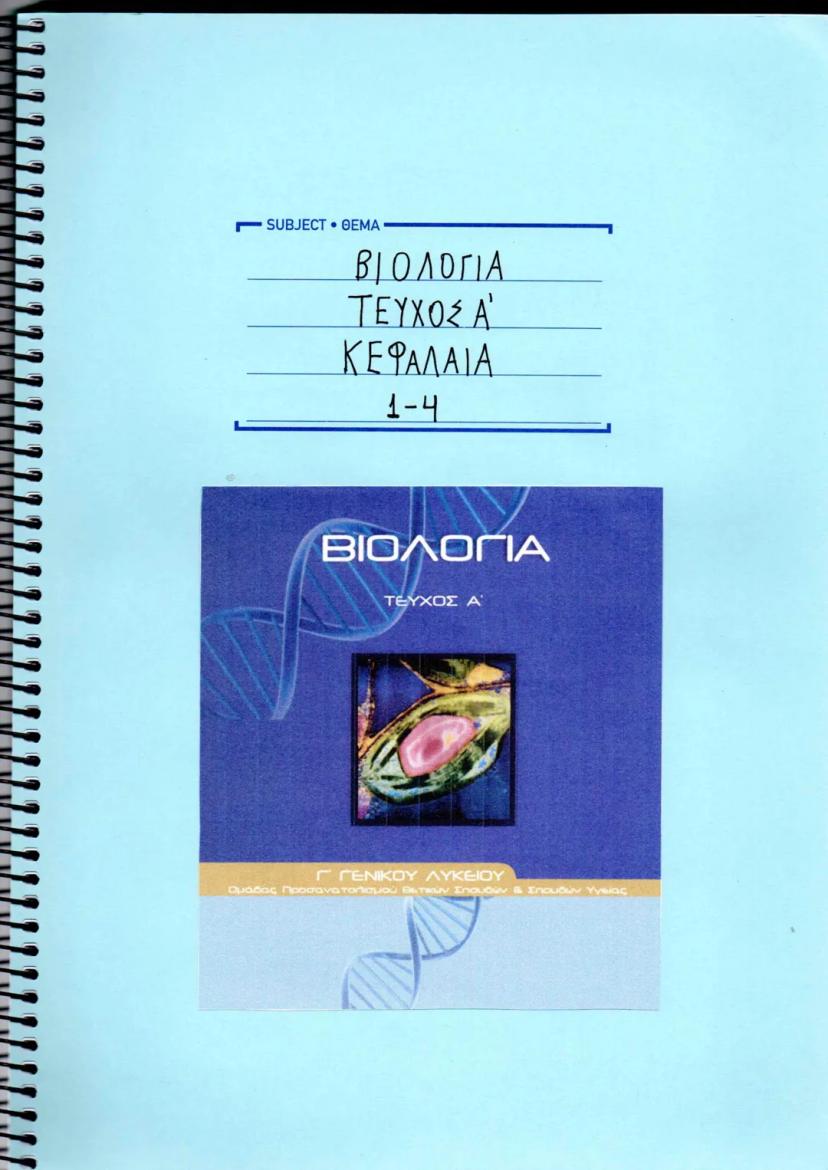 SUBJECT • ΘΕΜΑ
ΒΙΟΛΟΓΙΑ
ΤΕΥΧΟΣ Α'
ΚΕΦΑΛΑΙΑ
1-4
ΒΙΟΛΟΓΙΑ
ΤΕΥΧΟΣ Α'
Γ' ΓΕΝΙΚΟΥ ΛΥΚΕΙΟΥ
Ομάδας Προσανατολισμού Θετικών Σπουδών & Σπουδών Υγείας